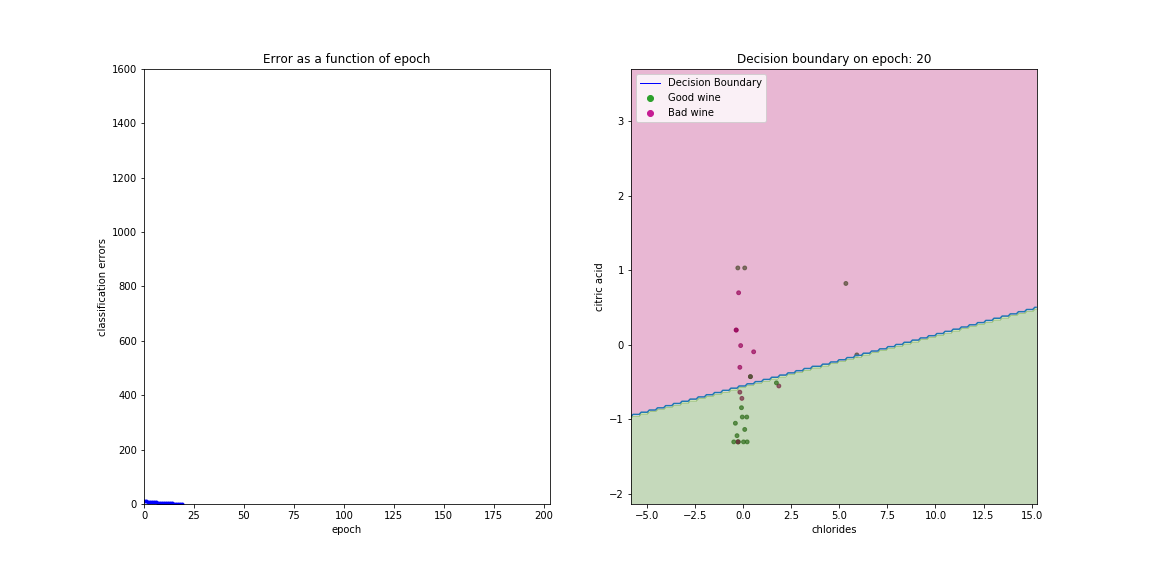 Error as a function of epoch
1600
1400
1200
1000
800
600
400
200
0
classification errors
0 25 50 75 100 125 150 175 200
epoch
Decision boundary on epoch: 20
Decision Boundary
Good wine
Bad wine
3
2
1
0
−1
−2
citric acid
−5.0 −2.5 0.0 2.5 5.0 7.5 10.0 12.5 15.0
chlorides